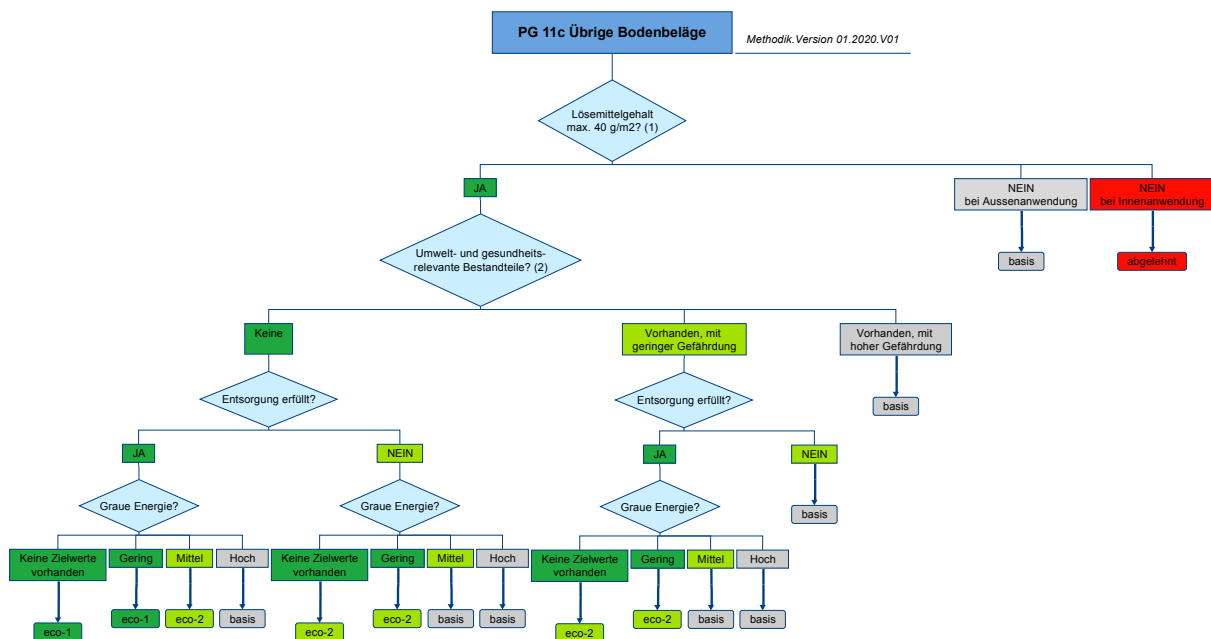 PG 11c Übrige Bodenbeläge
Methodik.Version 01.2020.V01
Lösemittelgehalt
max. 40 g/m2? (1)
JA
NEIN
bei Aussenanwendung
NEIN
bei Innenanwendung
Umwelt- und gesundheits-
relevante Bestandteile? (2)
basis
abgelehnt
Keine
Vorhanden, mit
geringer Gefährdung
Vorhanden, mit
hoher Gefährdung
Entsorgung erfüllt?
Entsorgung erfüllt?
basis
JA
NEIN
JA
NEIN
Graue Energie?
Graue Energie?
Graue Energie?
basis
Keine Zielwerte
vorhanden
Gering
Mittel
Hoch
Keine Zielwerte
vorhanden
Gering
Mittel
Hoch
Keine Zielwerte
vorhanden
Gering
Mittel
Hoch
eco-1
eco-1
eco-2
basis
eco-2
eco-2
basis
basis
eco-2
eco-2
basis
basis